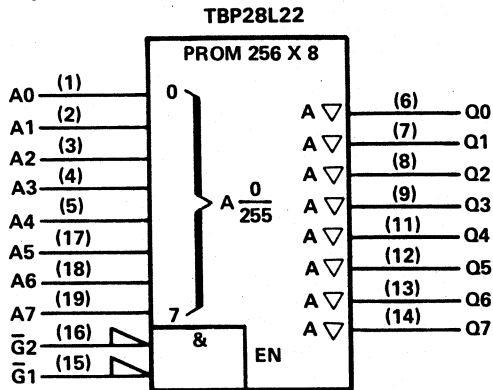 TBP28L22
PROM 256 X 8
A0 (1) 0 A ▽ (6) Q0
A1 (2) A ▽ (7) Q1
A2 (3) A ▽ (8) Q2
A3 (4) A 0/255 A ▽ (9) Q3
A4 (5) A ▽ (11) Q4
A5 (17) A ▽ (12) Q5
A6 (18) A ▽ (13) Q6
A7 (19) 7 A ▽ (14) Q7
G̅2 (16) &
G̅1 (15) EN